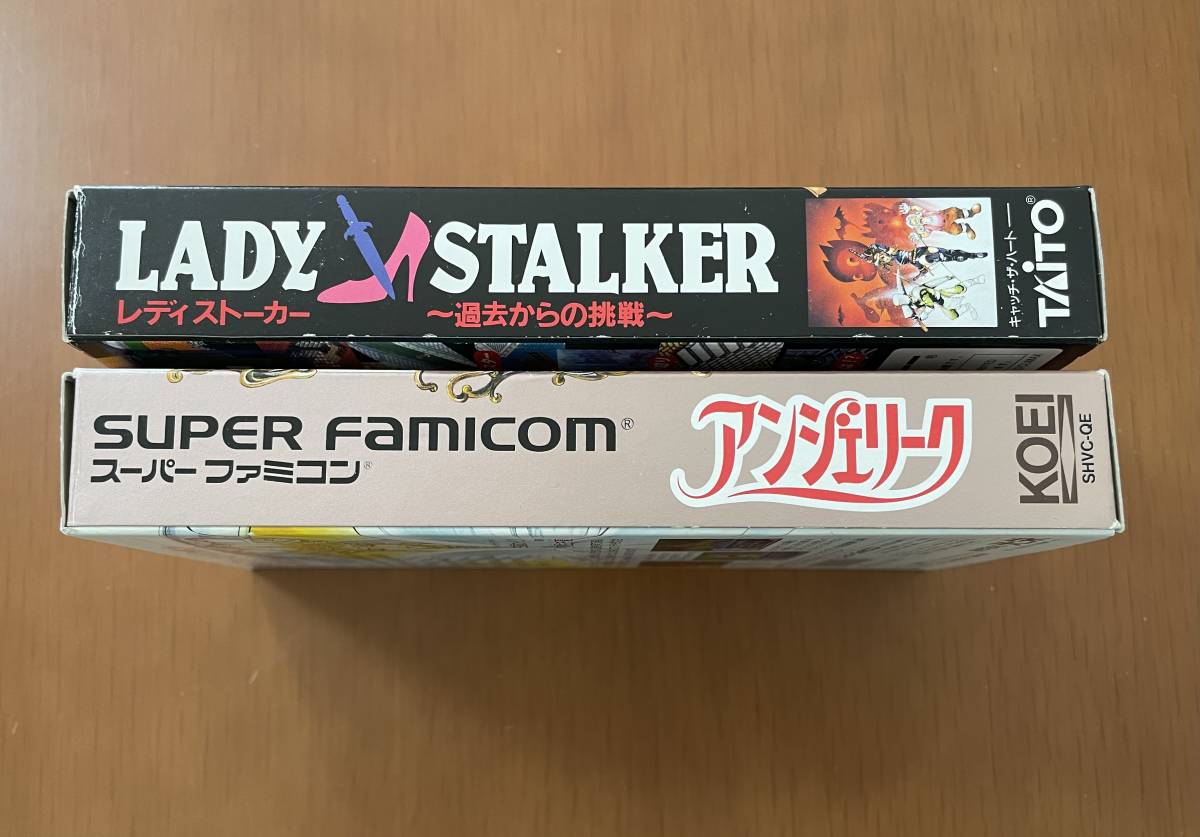 LADY STALKER
レディストーカー ～過去からの挑戦～
キャッチ・ザ・ハート
TAITO®
SUPER FAMICOM®
スーパーファミコン®
アンジェリーク
KOEI
SHVC-QE